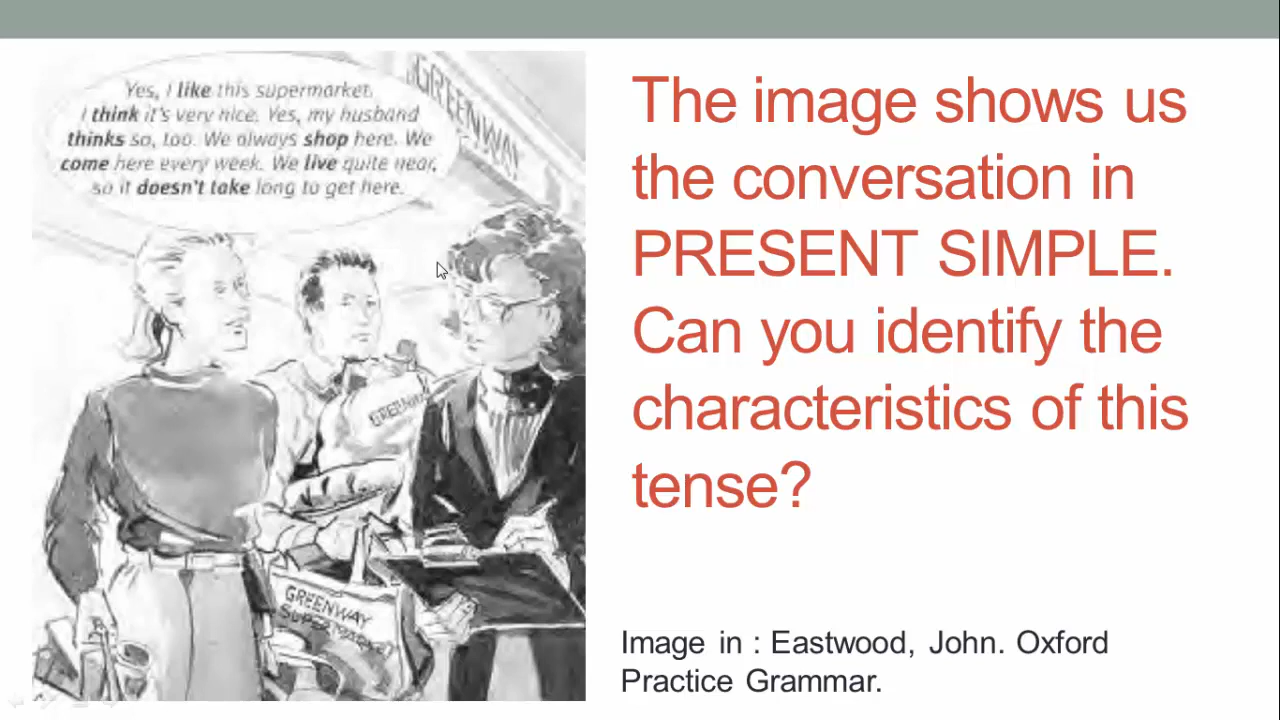 Yes, I like this supermarket.
I think it's very nice. Yes, my husband
thinks so, too. We always shop here. We
come here every week. We live quite near,
so it doesn't take long to get here.
GREENWAY
GREENWAY
GREENWAY
SUPERMARKET
The image shows us
the conversation in
PRESENT SIMPLE.
Can you identify the
characteristics of this
tense?
Image in : Eastwood, John. Oxford
Practice Grammar.